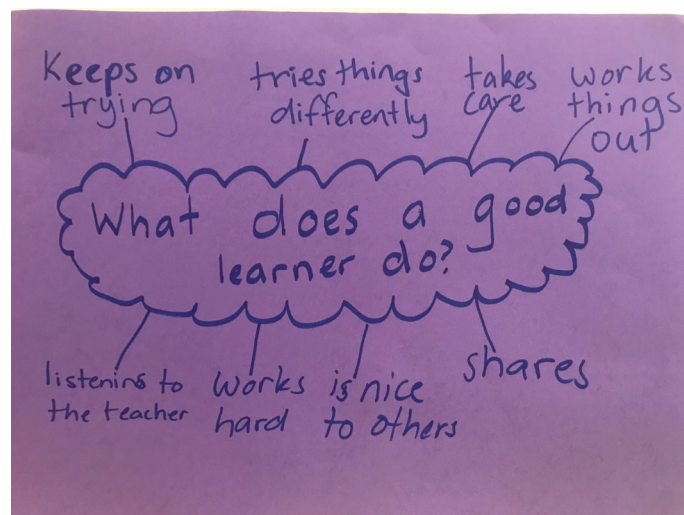 Keeps on
trying
tries things
differently
takes
care
works
things
out
What does a good
learner do?
listening to
the teacher
works
hard
is nice
to others
shares